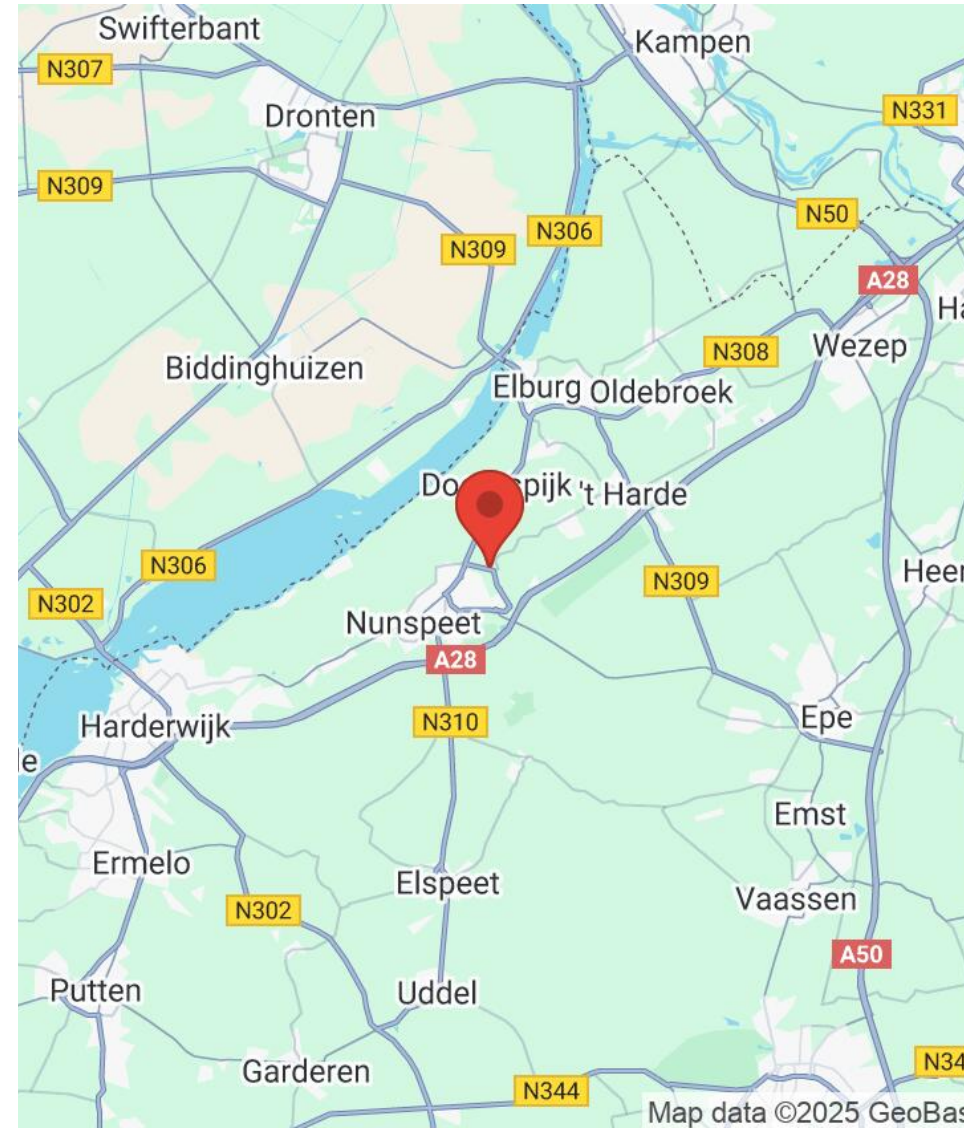 Swifterbant
Kampen
N307
N331
Dronten
N309
N50
N306
N309
A28
Wezep
N308
Biddinghuizen
Elburg
Oldebroek
't Harde
N306
N309
N302
Nunspeet
A28
Harderwijk
N310
Epe
Emst
Ermelo
Elspeet
Vaassen
N302
A50
Putten
Uddel
Garderen
N344
Map data ©2025